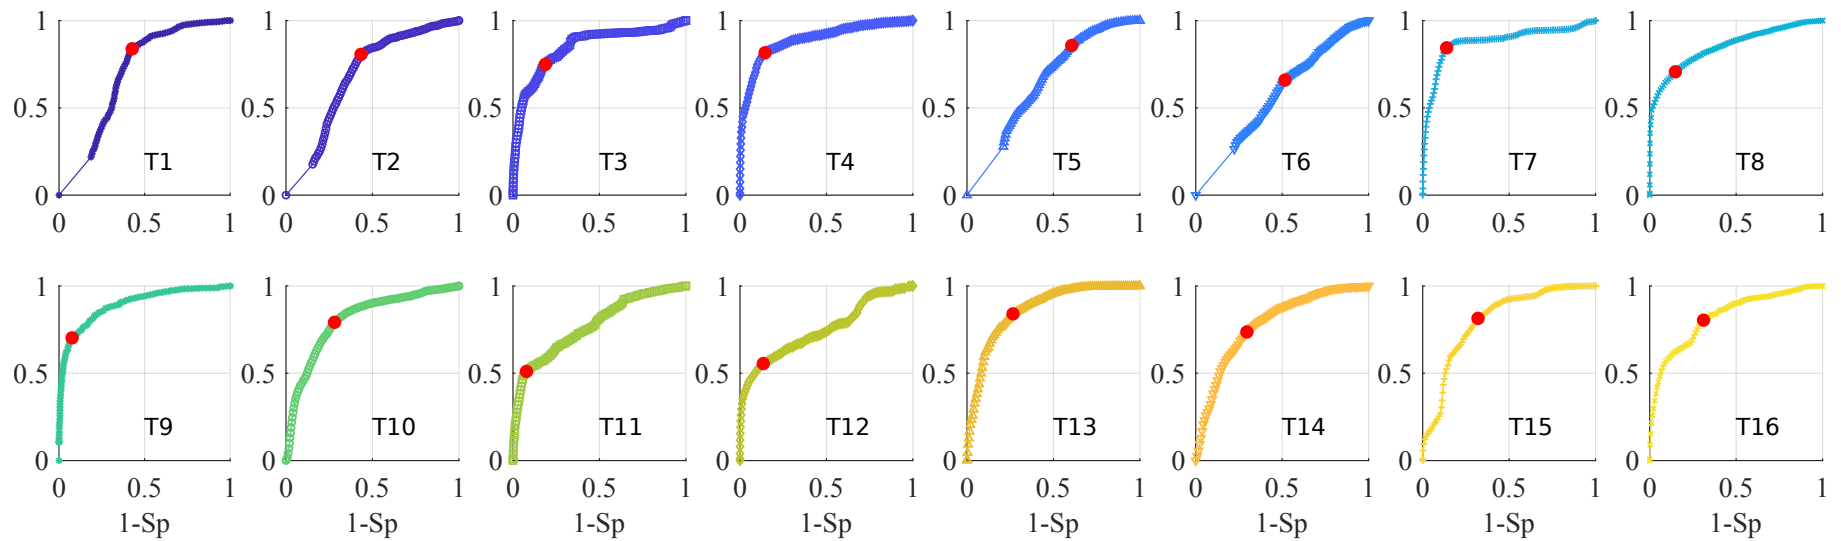 1 1 1 1 1 1 1 1
0.5 0.5 0.5 0.5 0.5 0.5 0.5 0.5
T1 T2 T3 T4 T5 T6 T7 T8
0 0 0 0 0 0 0 0
0 0.5 1 0 0.5 1 0 0.5 1 0 0.5 1 0 0.5 1 0 0.5 1 0 0.5 1 0 0.5 1
1 1 1 1 1 1 1 1
0.5 0.5 0.5 0.5 0.5 0.5 0.5 0.5
T9 T10 T11 T12 T13 T14 T15 T16
0 0 0 0 0 0 0 0
0 0.5 1 0 0.5 1 0 0.5 1 0 0.5 1 0 0.5 1 0 0.5 1 0 0.5 1 0 0.5 1
1-Sp 1-Sp 1-Sp 1-Sp 1-Sp 1-Sp 1-Sp 1-Sp